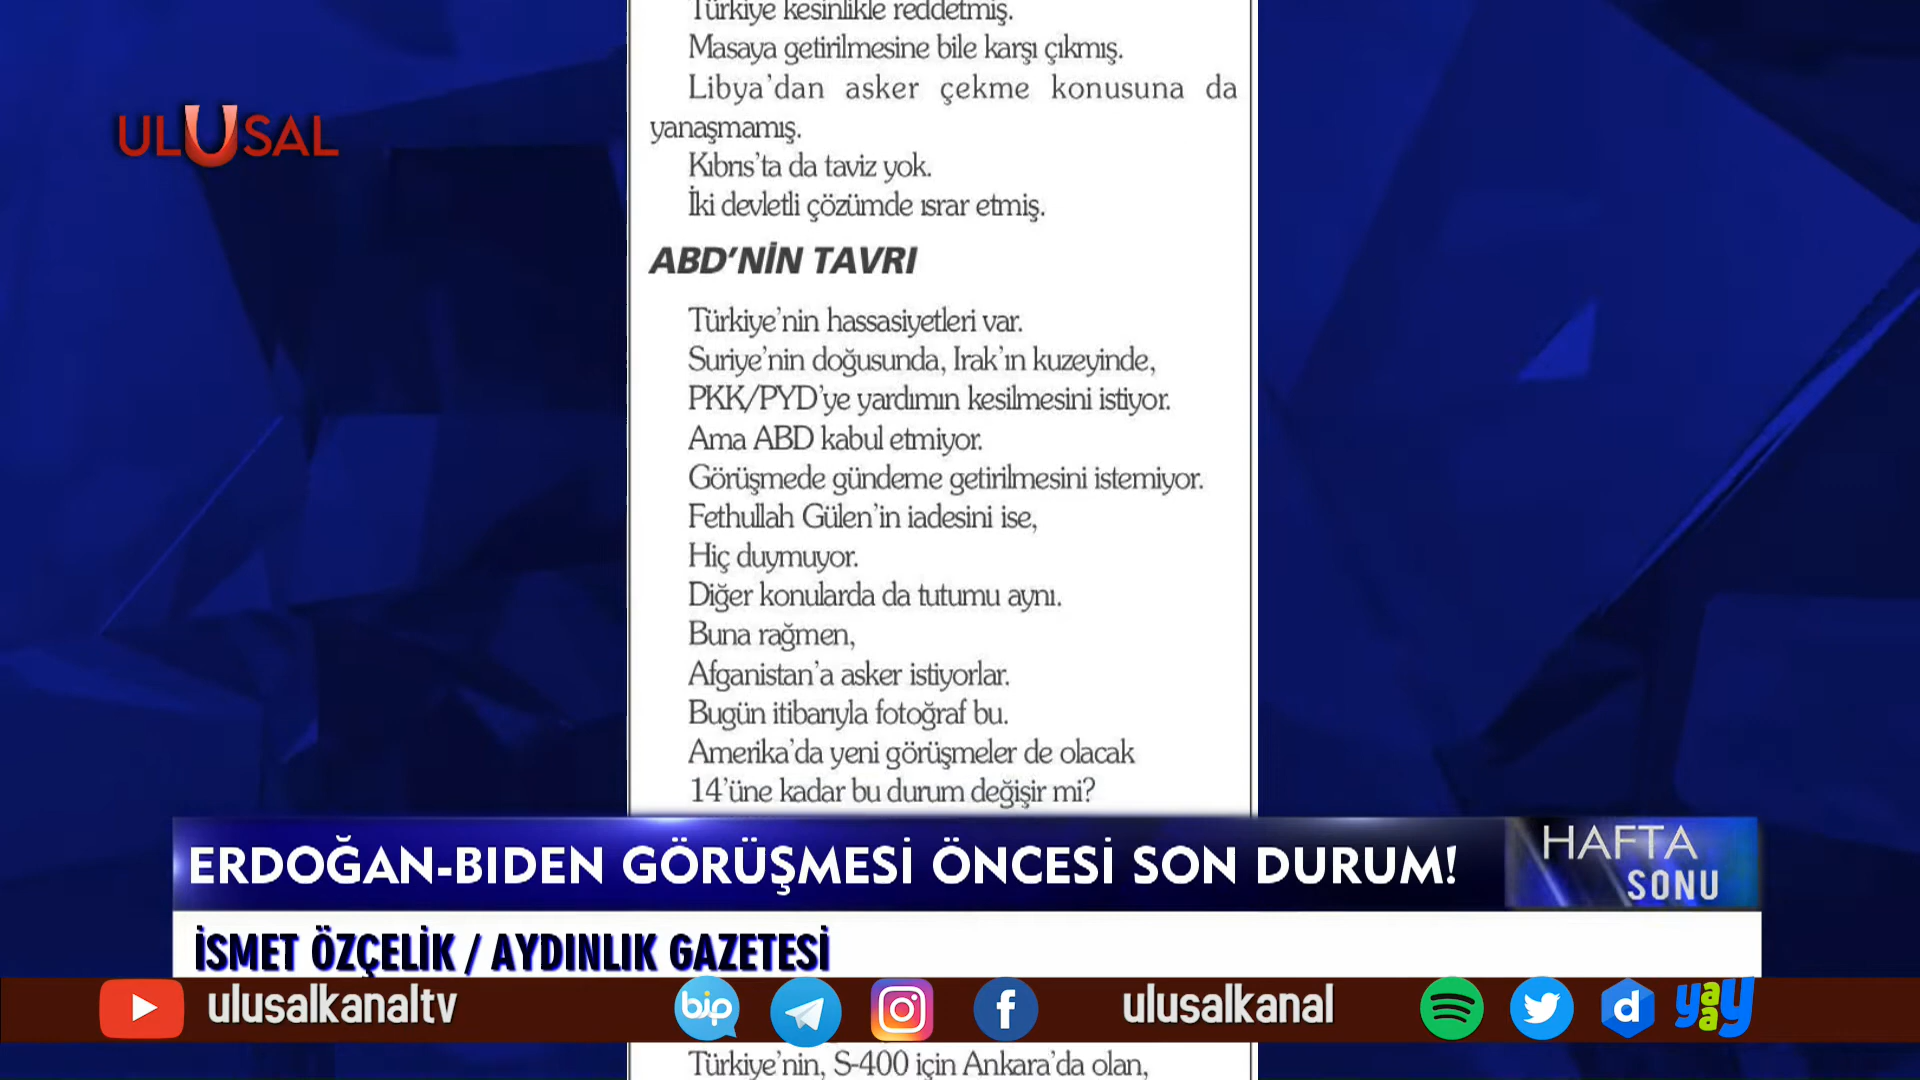 Türkiye kesinlikle reddetmiş.
Masaya getirilmesine bile karşı çıkmış.
Libya'dan asker çekme konusuna da
yanaşmamış.
Kıbrıs'ta da taviz yok.
İki devletli çözümde ısrar etmiş.
ULUSAL
ABD'NİN TAVRI
Türkiye'nin hassasiyetleri var.
Suriye'nin doğusunda, Irak'ın kuzeyinde,
PKK/PYD'ye yardımın kesilmesini istiyor.
Ama ABD kabul etmiyor.
Görüşmede gündeme getirilmesini istemiyor.
Fethullah Gülen'in iadesini ise,
Hiç duymuyor.
Diğer konularda da tutumu aynı.
Buna rağmen,
Afganistan'a asker istiyorlar.
Bugün itibarıyla fotoğraf bu.
Amerika'da yeni görüşmeler de olacak
14'üne kadar bu durum değişir mi?
ERDOĞAN-BIDEN GÖRÜŞMESİ ÖNCESİ SON DURUM!
HAFTA
SONU
İSMET ÖZÇELİK / AYDINLIK GAZETESİ
ulusalkanaltv
bip
ulusalkanal
d
yaay
Türkiye'nin, S-400 için Ankara'da olan,